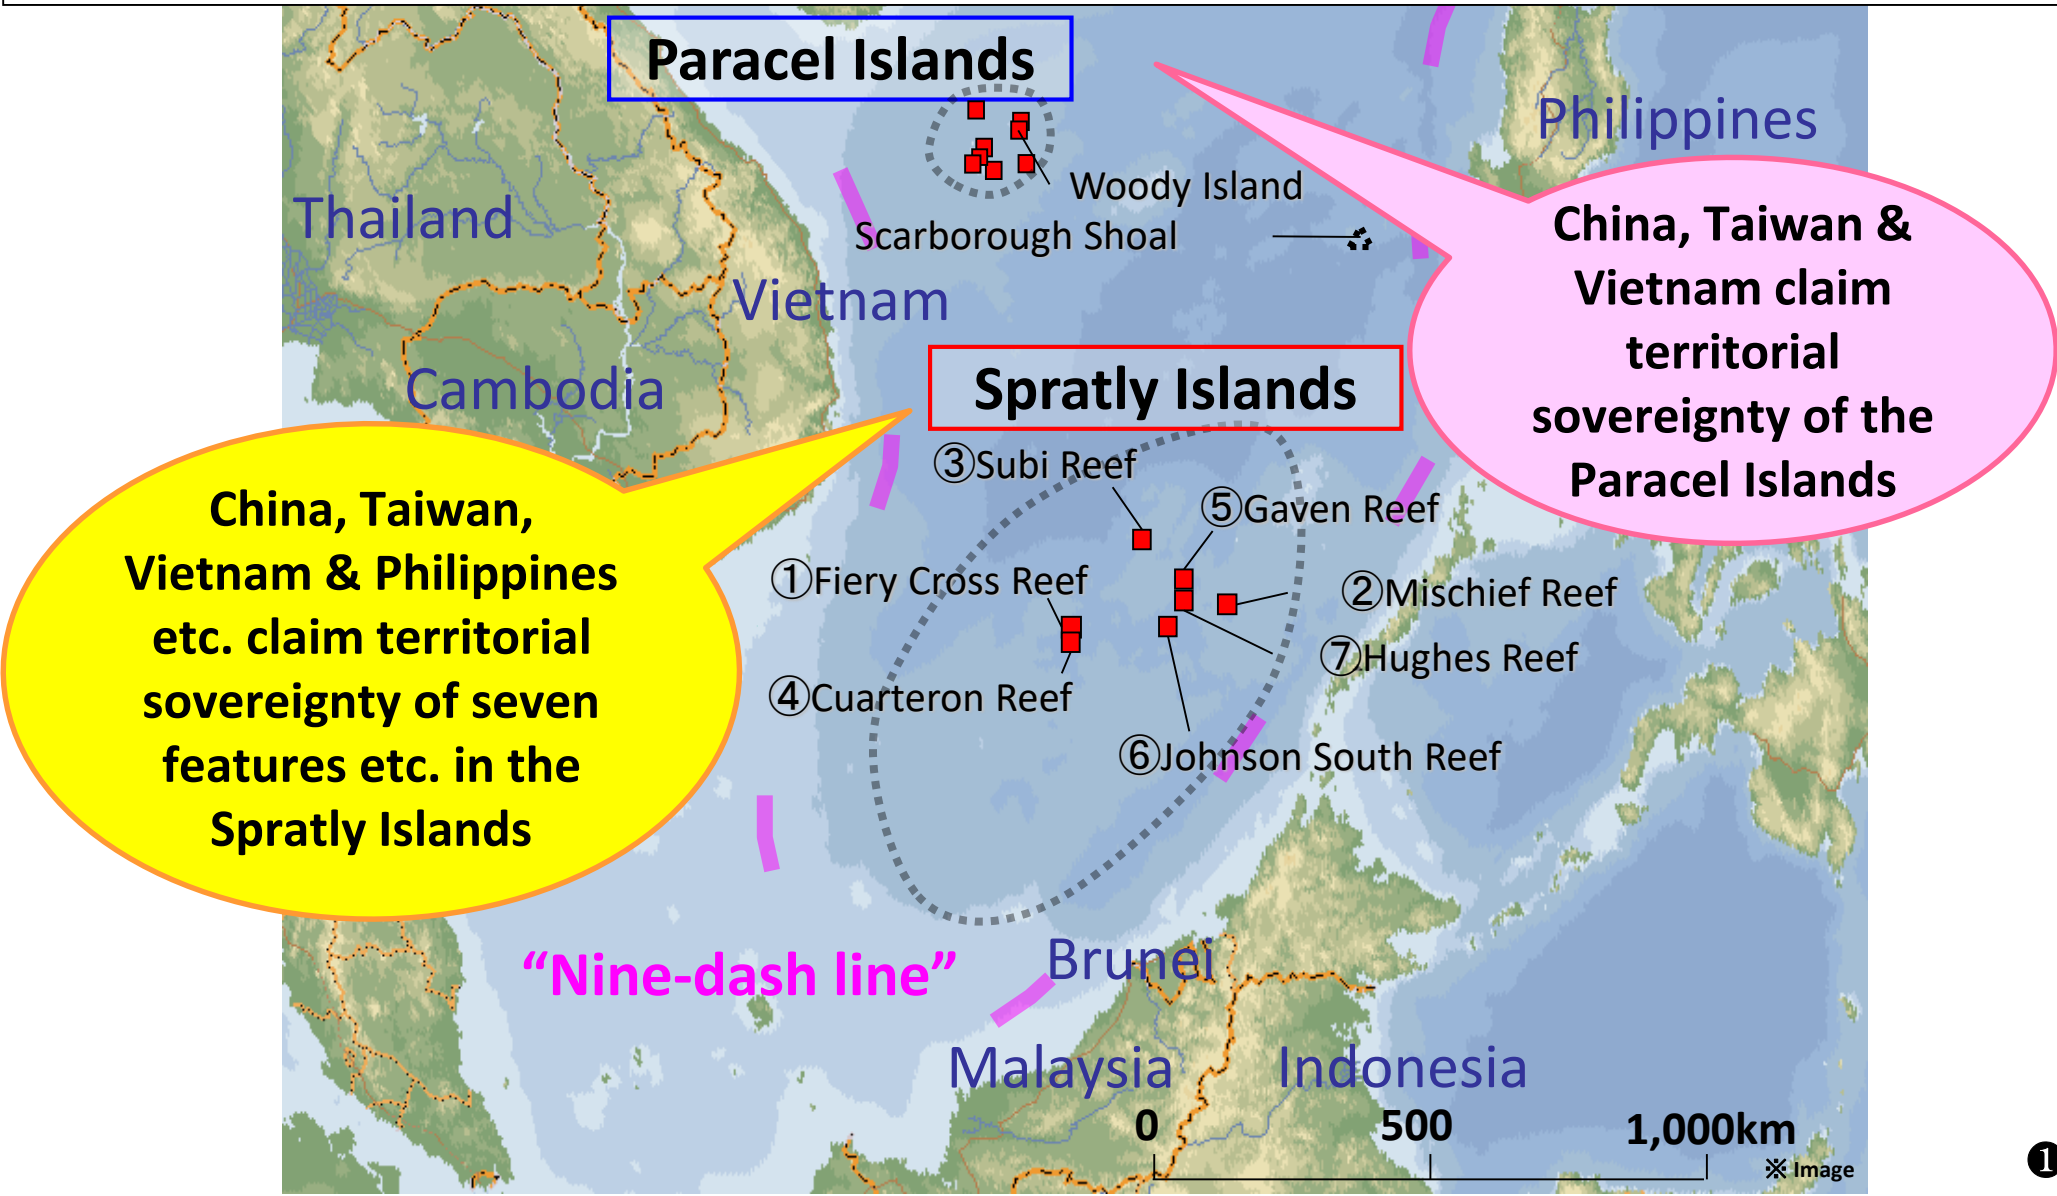 Paracel Islands
Philippines
Woody Island
Thailand
Scarborough Shoal
China, Taiwan &
Vietnam claim
territorial
sovereignty of the
Paracel Islands
Vietnam
Cambodia
Spratly Islands
③Subi Reef
⑤Gaven Reef
China, Taiwan,
Vietnam & Philippines
etc. claim territorial
sovereignty of seven
features etc. in the
Spratly Islands
①Fiery Cross Reef
②Mischief Reef
⑦Hughes Reef
④Cuarteron Reef
⑥Johnson South Reef
“Nine-dash line”
Brunei
Malaysia
Indonesia
0 500 1,000km
※ Image
❶